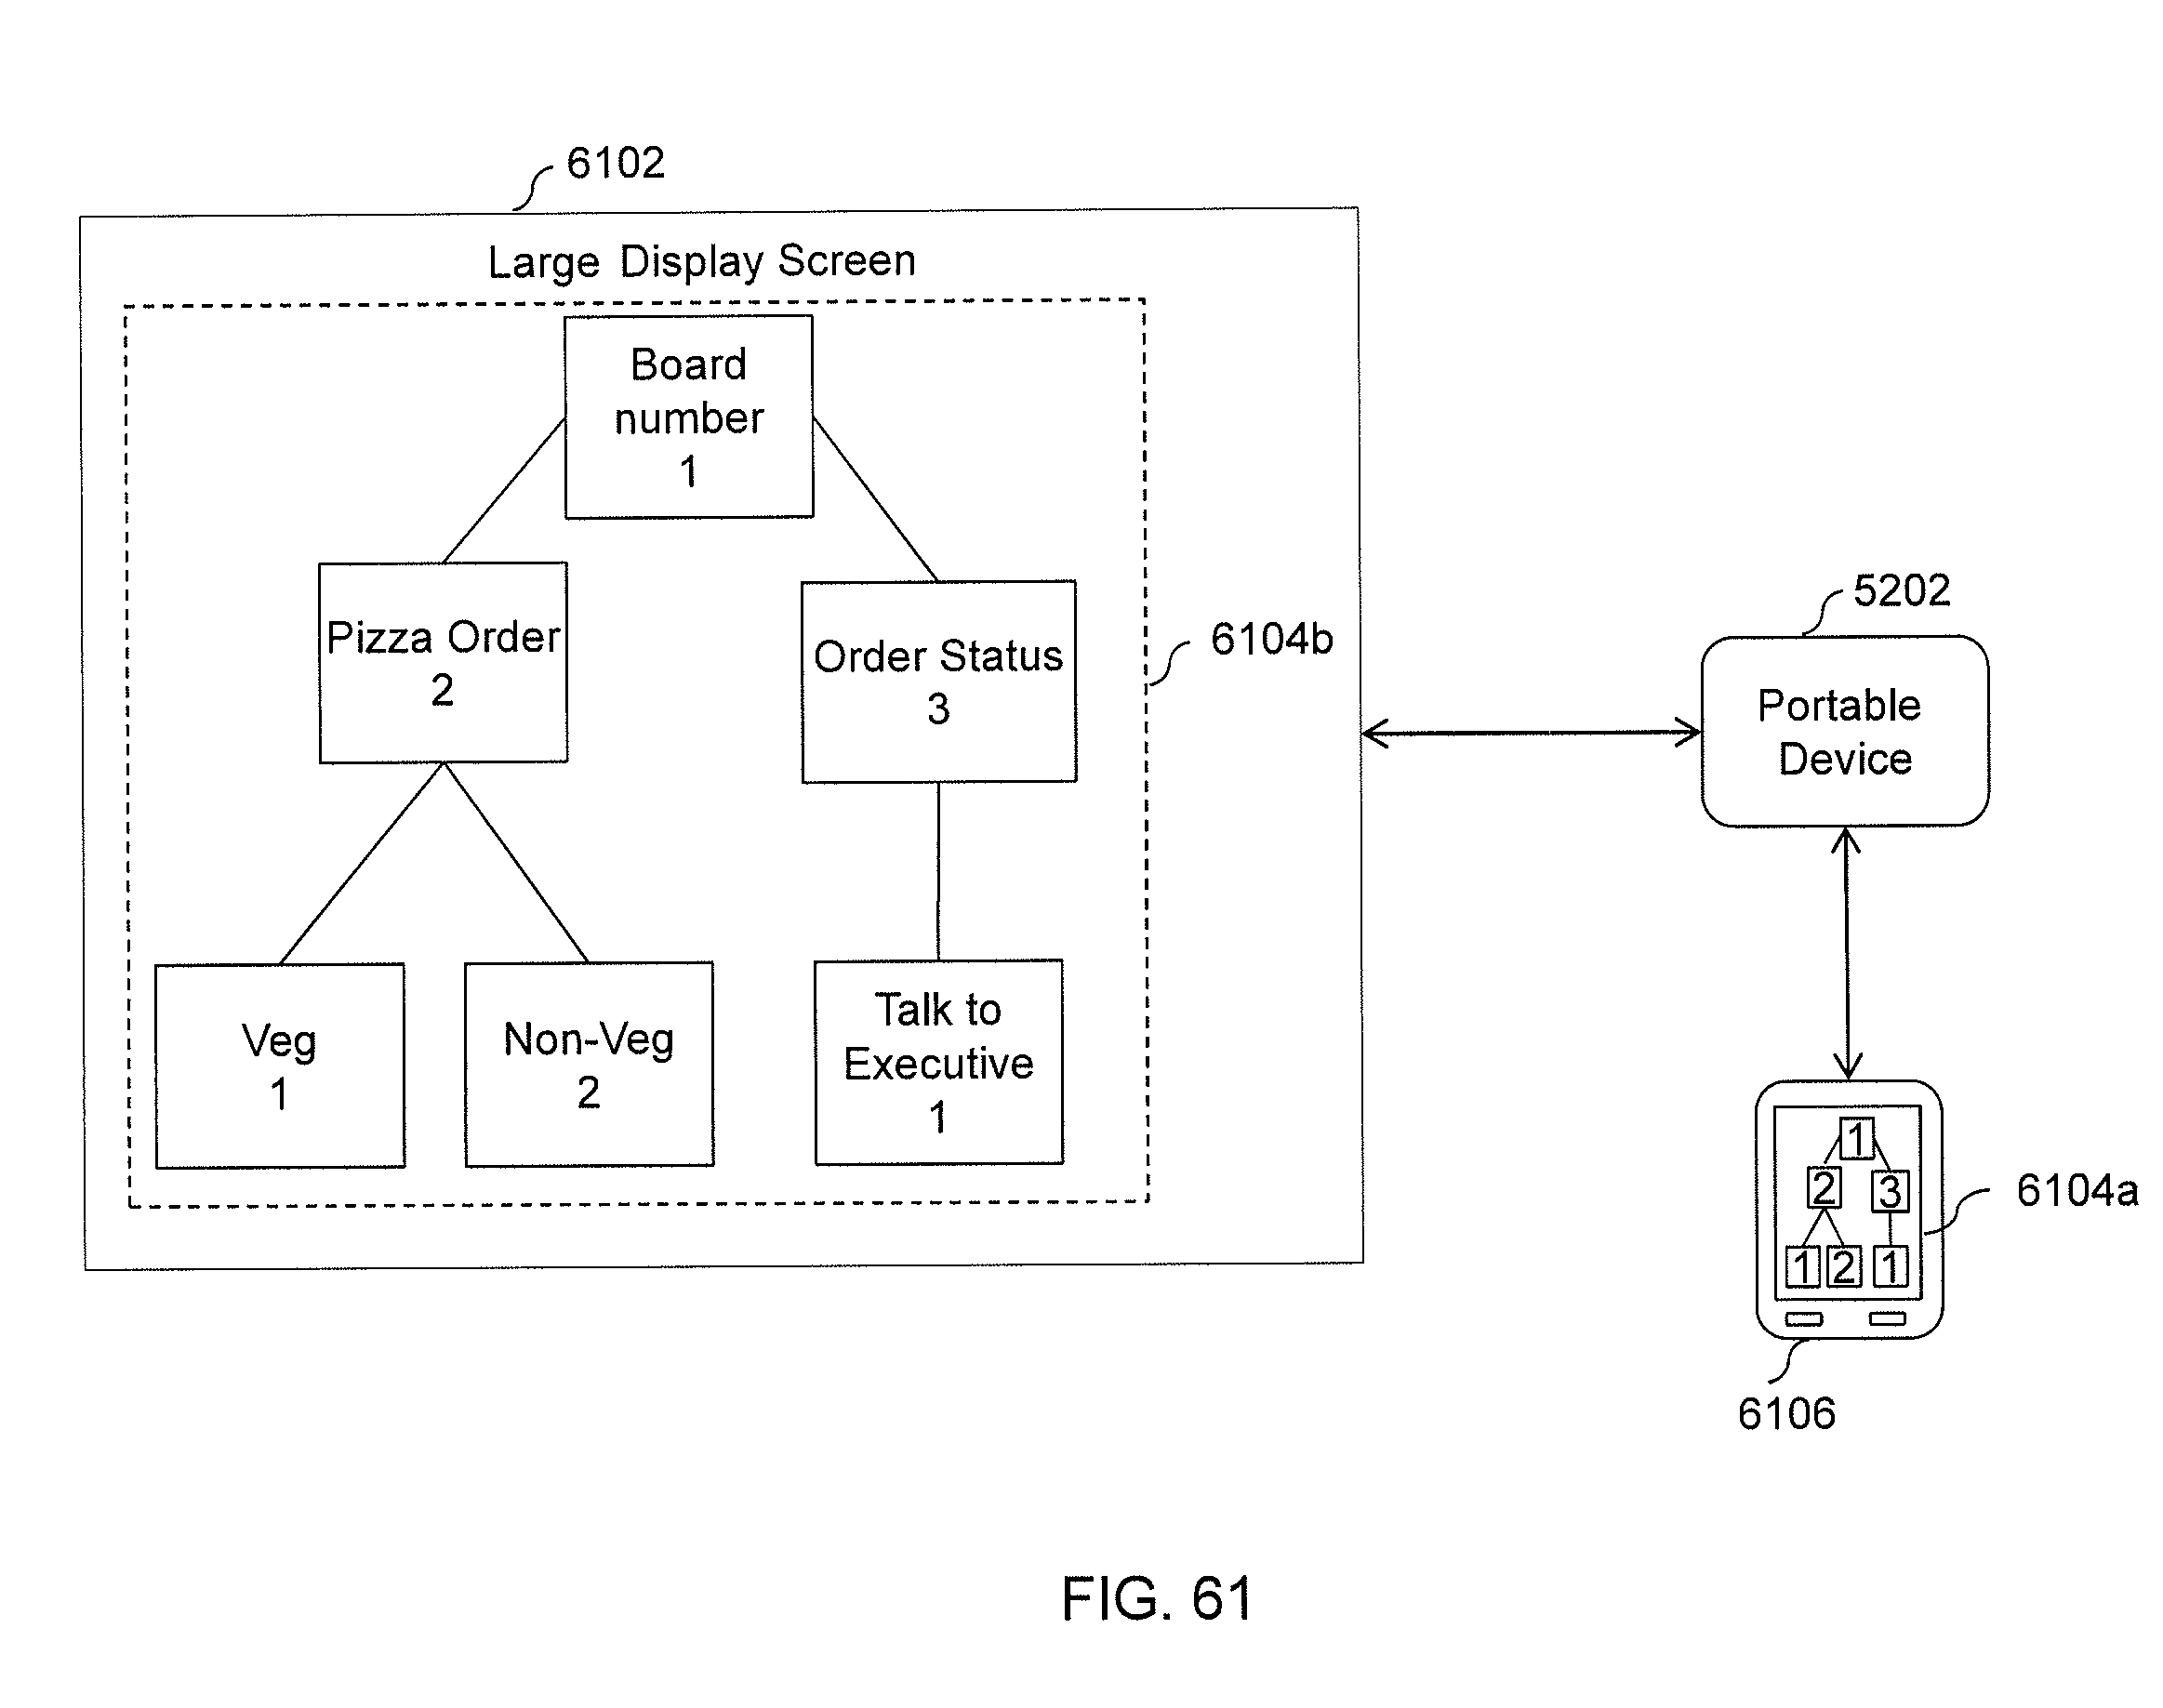 6102
Large Display Screen
Board
number
1
Pizza Order
2
Order Status
3
6104b
Veg
1
Non-Veg
2
Talk to
Executive
1
5202
Portable
Device
1
2 3
1 2 1
6104a
6106
FIG. 61